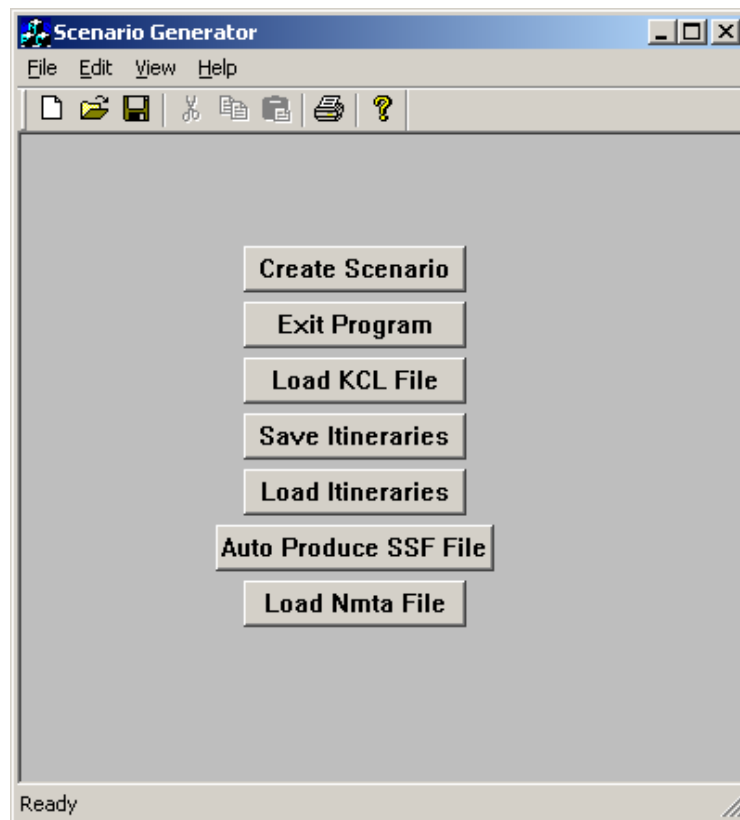 Scenario Generator
File Edit View Help
?
Create Scenario
Exit Program
Load KCL File
Save Itineraries
Load Itineraries
Auto Produce SSF File
Load Nmta File
Ready